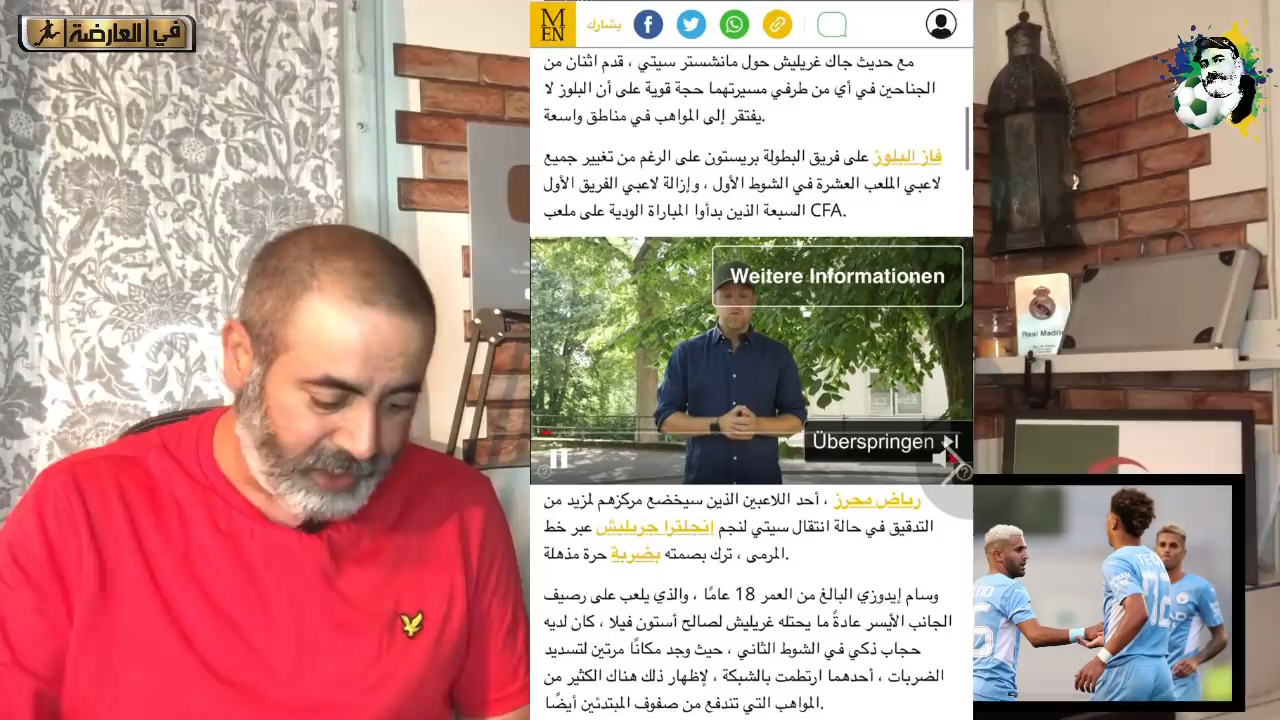 في العارضة
M
EN
يشارك
مع حديث جاك غريليش حول مانشستر سيتي ، قدم اثنان من
الجناحين في أي من طرفي مسيرتهما حجة قوية على أن البلوز لا
يفتقر إلى المواهب في مناطق واسعة.
فاز البلوز على فريق البطولة بريستون على الرغم من تغيير جميع
لاعبي الملعب العشرة في الشوط الأول ، وإزالة لاعبي الفريق الأول
السبعة الذين بدأوا المباراة الودية على ملعب CFA.
Weitere Informationen
Überspringen
رياض محرز ، أحد اللاعبين الذين سيخضع مركزهم لمزيد من
التدقيق في حالة انتقال سيتي لنجم إنجلترا جريليش عبر خط
المرمى ، ترك بصمته بضربة حرة مذهلة.
وسام إيدوزي البالغ من العمر 18 عامًا ، والذي يلعب على رصيف
الجانب الأيسر عادةً ما يحتله غريليش لصالح أستون فيلا ، كان لديه
حجاب ذكي في الشوط الثاني ، حيث وجد مكانًا مرتين لتسديد
الضربات ، أحدهما ارتطمت بالشبكة ، لإظهار ذلك هناك الكثير من
المواهب التي تندفع من صفوف المبتدئين أيضًا.
Real Madrid